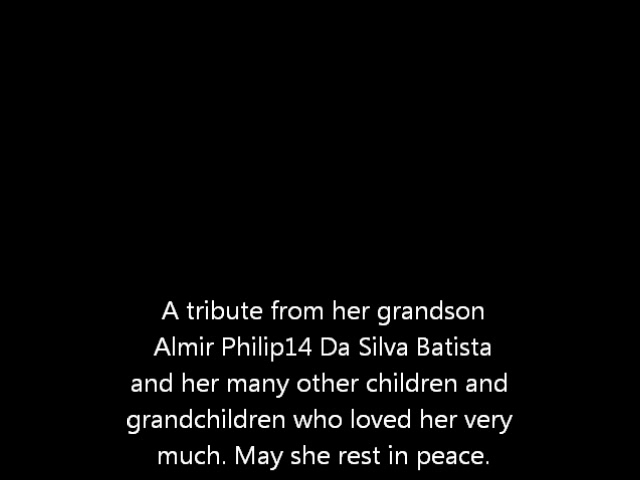 A tribute from her grandson
Almir Philip14 Da Silva Batista
and her many other children and
grandchildren who loved her very
much. May she rest in peace.